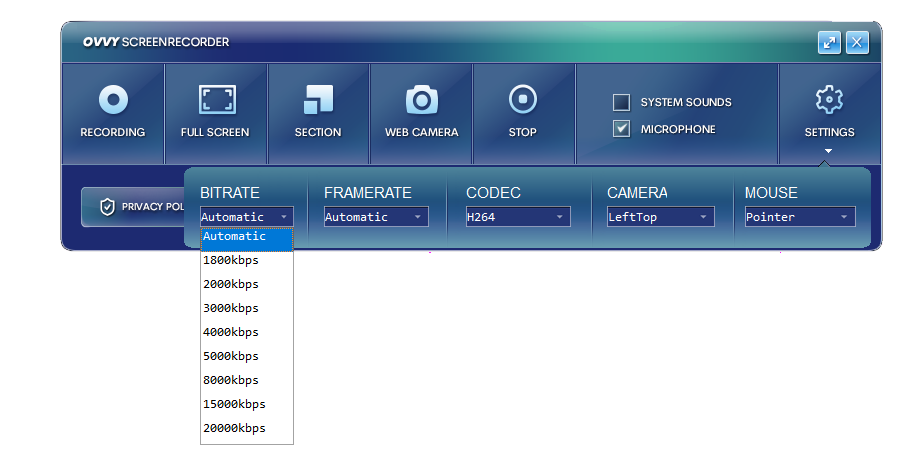 OVVY SCREENRECORDER
RECORDING
FULL SCREEN
SECTION
WEB CAMERA
STOP
SYSTEM SOUNDS
MICROPHONE
SETTINGS
PRIVACY POL
BITRATE
FRAMERATE
CODEC
CAMERA
MOUSE
Automatic
Automatic
H264
LeftTop
Pointer
Automatic
1800kbps
2000kbps
3000kbps
4000kbps
5000kbps
8000kbps
15000kbps
20000kbps